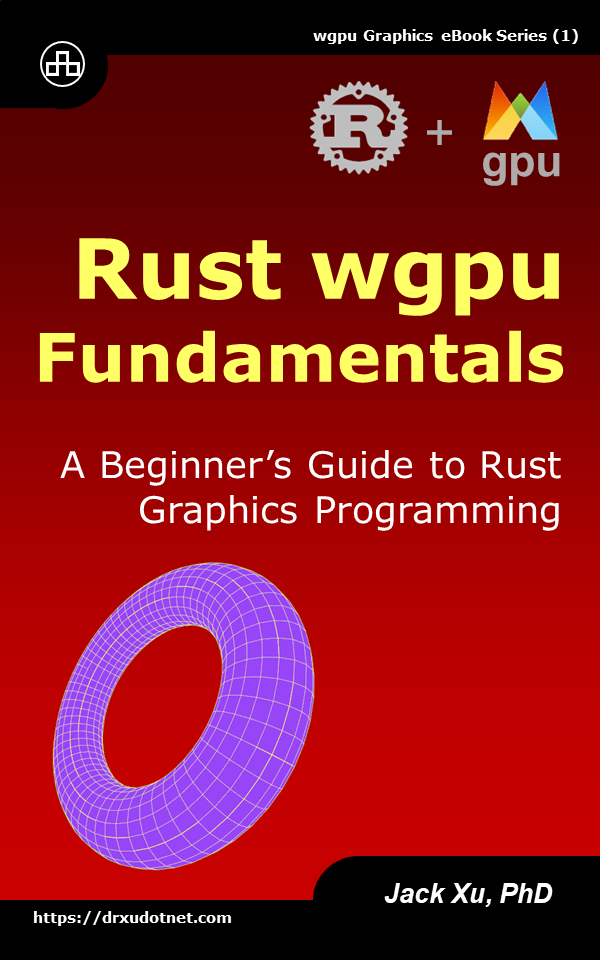 wgpu Graphics eBook Series (1)
R + gpu
Rust wgpu
Fundamentals
A Beginner’s Guide to Rust
Graphics Programming
Jack Xu, PhD
https://drxudotnet.com